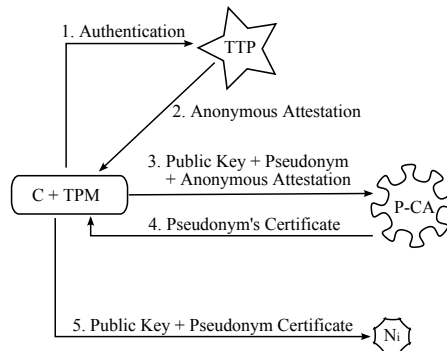 1. Authentication
TTP
2. Anonymous Attestation
3. Public Key + Pseudonym
+ Anonymous Attestation
C + TPM
P-CA
4. Pseudonym's Certificate
5. Public Key + Pseudonym Certificate
Ni